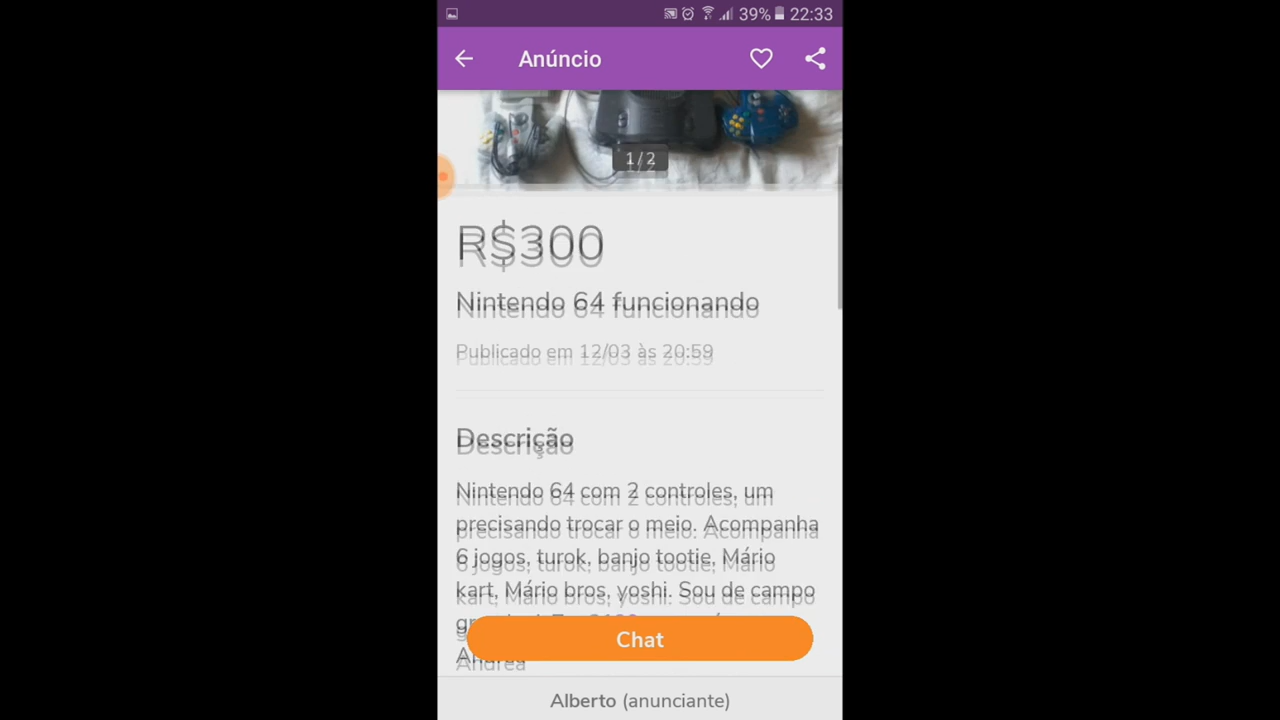 39% 22:33
Anúncio
1/2
R$300
Nintendo 64 funcionando
Publicado em 12/03 às 20:59
Descrição
Nintendo 64 com 2 controles, um
precisando trocar o meio. Acompanha
6 jogos, turok, banjo tootie, Mário
kart, Mário bros, yoshi. Sou de campo
Andrea
Chat
Alberto (anunciante)